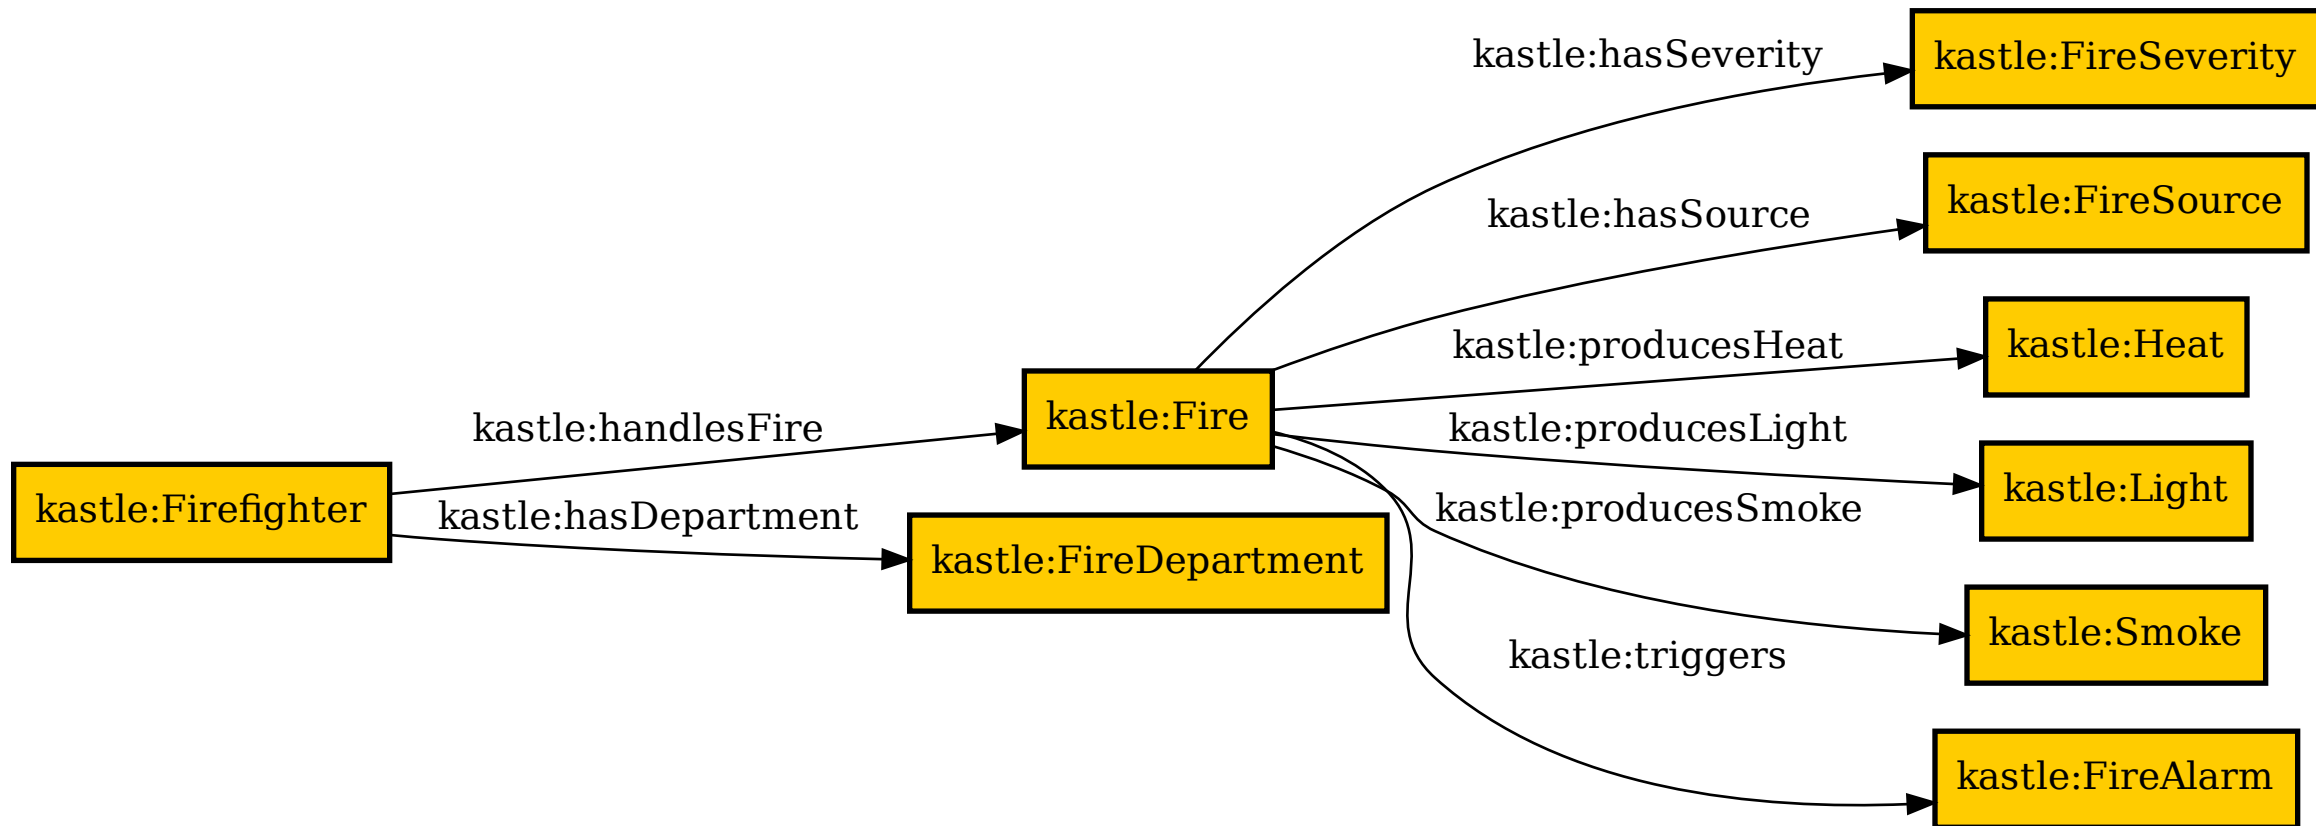 kastle:hasSeverity
kastle:FireSeverity
kastle:hasSource
kastle:FireSource
kastle:producesHeat
kastle:Heat
kastle:handlesFire
kastle:Fire
kastle:producesLight
kastle:Light
kastle:Firefighter
kastle:hasDepartment
kastle:FireDepartment
kastle:producesSmoke
kastle:Smoke
kastle:triggers
kastle:FireAlarm